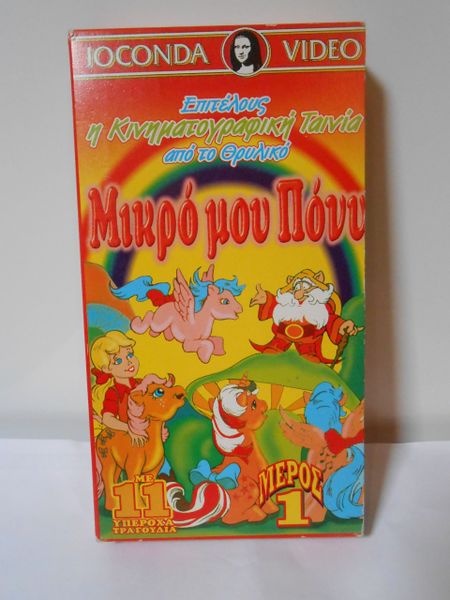 JOCONDA VIDEO
Επιτέλους
η Κινηματογραφική Ταινία
από το Θρυλικό
Μικρό μου Πόνυ
ΜΕ
11
ΥΠΕΡΟΧΑ
ΤΡΑΓΟΥΔΙΑ
ΜΕΡΟΣ
1